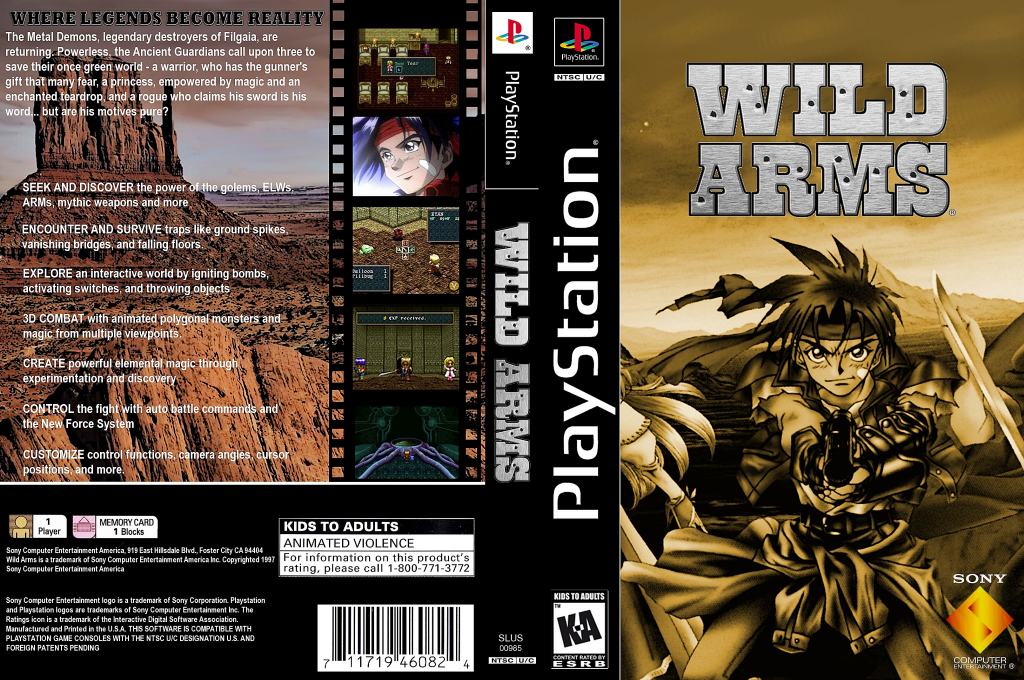 WHERE LEGENDS BECOME REALITY
The Metal Demons, legendary destroyers of Filgaia, are
returning. Powerless, the Ancient Guardians call upon three to
save their once green world - a warrior, who has the gunner's
gift that many fear, a princess, empowered by magic and an
enchanted teardrop, and a rogue who claims his sword is his
word... but are his motives pure?
SEEK AND DISCOVER the power of the golems, ELWs,
ARMs, mythic weapons and more
ENCOUNTER AND SURVIVE traps like ground spikes,
vanishing bridges, and falling floors.
EXPLORE an interactive world by igniting bombs,
activating switches, and throwing objects
3D COMBAT with animated polygonal monsters and
magic from multiple viewpoints.
CREATE powerful elemental magic through
experimentation and discovery
CONTROL the fight with auto battle commands and
the New Force System
CUSTOMIZE control functions, camera angles, cursor
positions, and more.
Tear
RYAN
Balloon 1
EXP received.
1
Player
MEMORY CARD
1 Blocks
Sony Computer Entertainment America, 919 East Hillsdale Blvd., Foster City CA 94404
Wild Arms is a trademark of Sony Computer Entertainment America Inc. Copyrighted 1997
Sony Computer Entertainment America
KIDS TO ADULTS
ANIMATED VIOLENCE
For information on this product's
rating, please call 1-800-771-3772
Sony Computer Entertainment logo is a trademark of Sony Corporation. Playstation
and Playstation logos are trademarks of Sony Computer Entertainment Inc. The
Ratings icon is a trademark of the Interactive Digital Software Association.
Manufactured and Printed in the U.S.A. THIS SOFTWARE IS COMPATIBLE WITH
PLAYSTATION GAME CONSOLES WITH THE NTSC U/C DESIGNATION U.S. AND
FOREIGN PATENTS PENDING
7 11719 46082 4
®
PlayStation®
WILD ARMS
SLUS
00985
NTSC U/C
PlayStation.
NTSC U/C
PlayStation®
KIDS TO ADULTS
™
KA
®
CONTENT RATED BY
ESRB
WILD
ARMS®
SONY
COMPUTER
ENTERTAINMENT ®